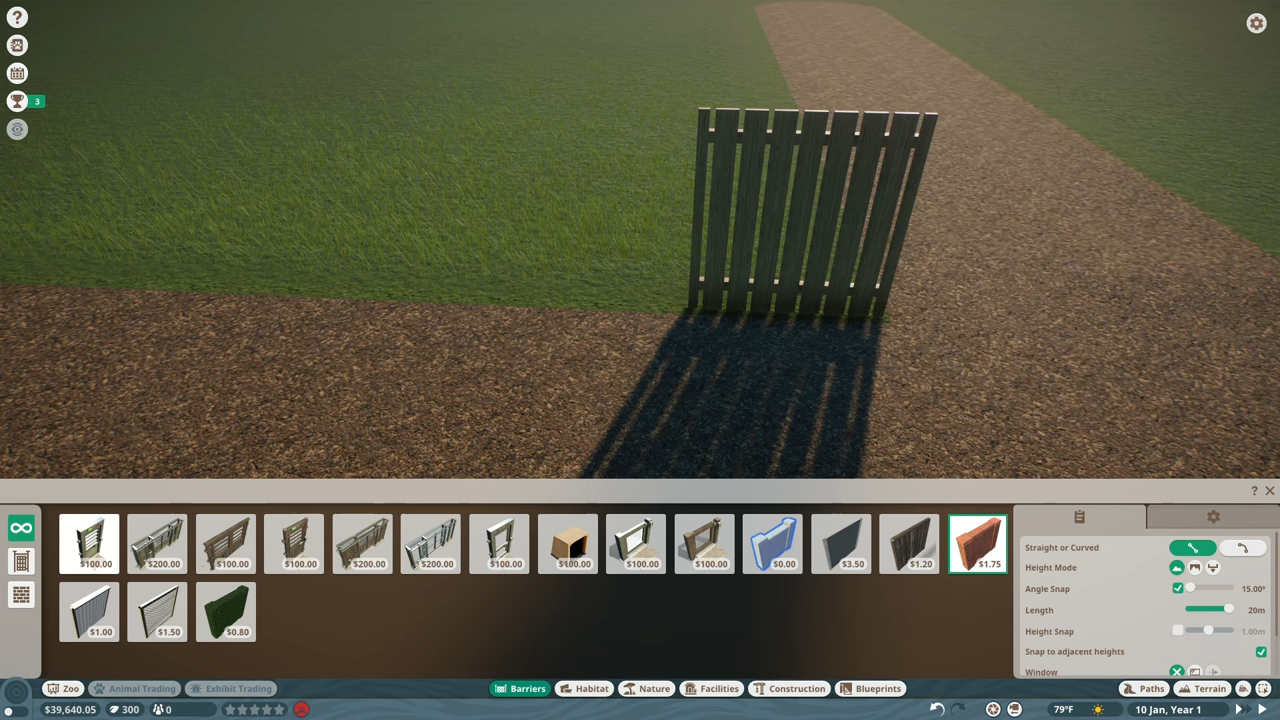 ?
3
? ×
$100.00 $200.00 $100.00 $100.00 $200.00 $200.00 $100.00 $100.00 $100.00 $100.00 $0.00 $3.50 $1.20 $1.75
$1.00 $1.50 $0.80
Straight or Curved
Height Mode
Angle Snap 15.00°
Length 20m
Height Snap 1.00m
Snap to adjacent heights
Window
Zoo Animal Trading Exhibit Trading Barriers Habitat Nature Facilities Construction Blueprints Paths Terrain
$39,640.05 300 0 79°F 10 Jan, Year 1